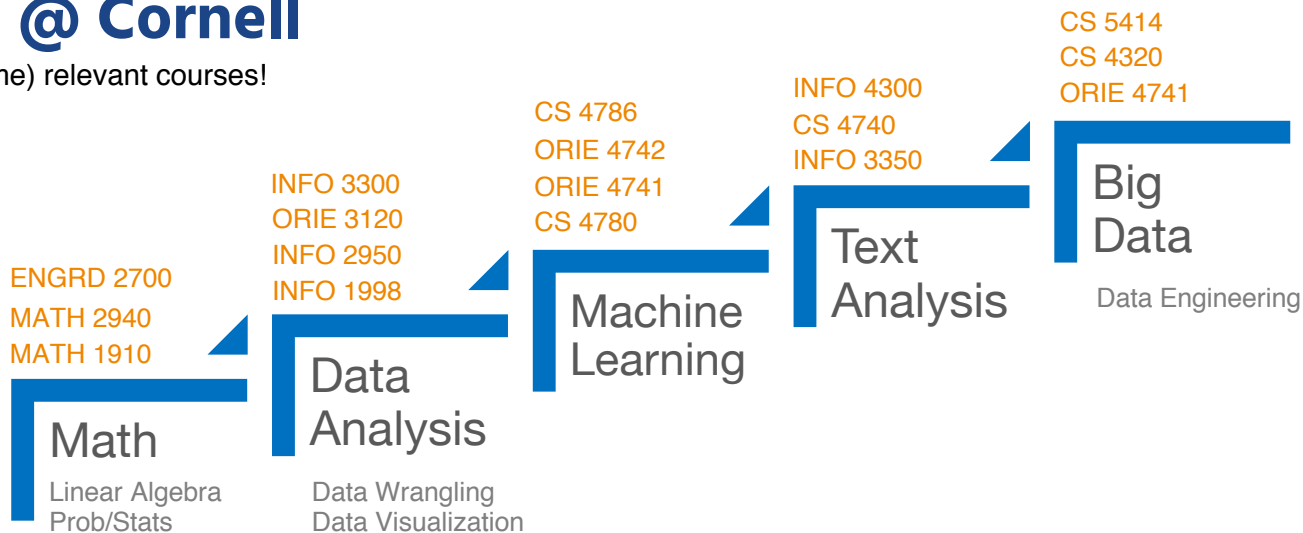 @ Cornell
relevant courses!
ENGRD 2700
MATH 2940
MATH 1910
Math
Linear Algebra
Prob/Stats
INFO 3300
ORIE 3120
INFO 2950
INFO 1998
Data
Analysis
Data Wrangling
Data Visualization
CS 4786
ORIE 4742
ORIE 4741
CS 4780
Machine
Learning
INFO 4300
CS 4740
INFO 3350
Text
Analysis
CS 5414
CS 4320
ORIE 4741
Big
Data
Data Engineering